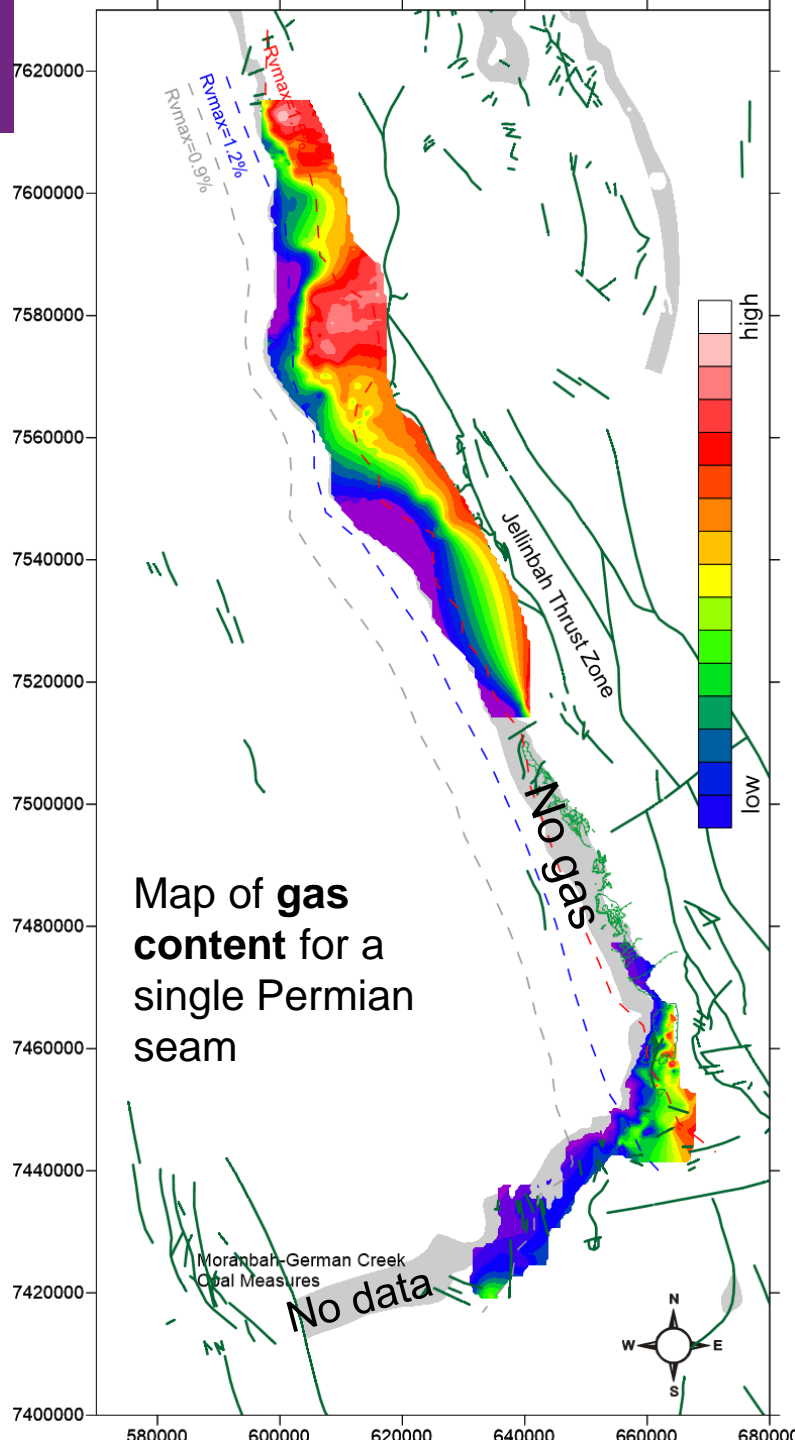 7620000
7600000
7580000
7560000
7540000
7520000
7500000
7480000
7460000
7440000
7420000
7400000
Rvmax=0.9%
Rvmax=1.2%
high
low
Jellinbah Thrust Zone
No gas
Map of gas
content for a
single Permian
seam
Moranbah-German Creek
Coal Measures
No data
N
W
E
S
580000
600000
620000
640000
660000